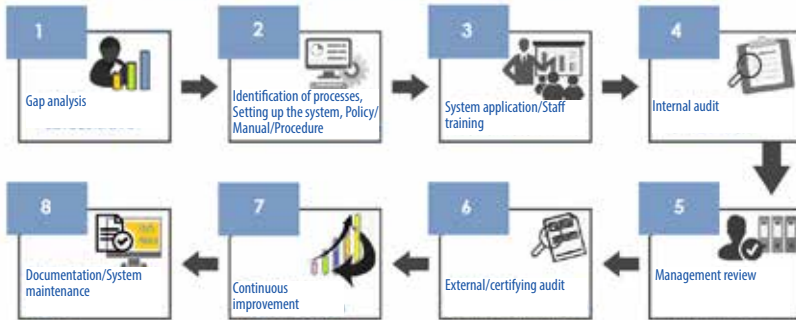 1
Gap analysis
2
Identification of processes,
Setting up the system, Policy/
Manual/Procedure
3
System application/Staff
training
4
Internal audit
5
Management review
6
External/certifying audit
7
Continuous
improvement
8
Documentation/System
maintenance